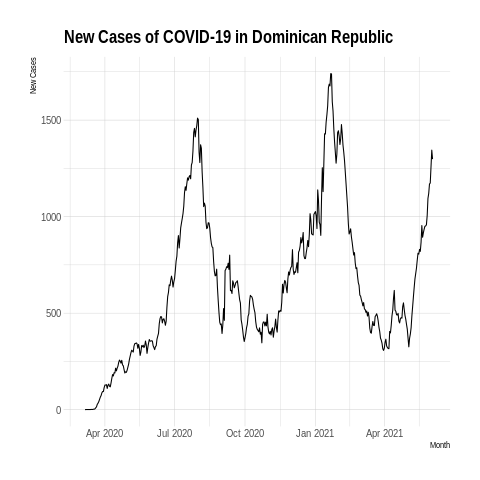 New Cases of COVID-19 in Dominican Republic
New Cases
1500
1000
500
0
Apr 2020 Jul 2020 Oct 2020 Jan 2021 Apr 2021
Month